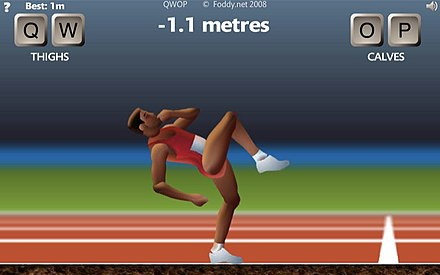 ? Best: 1m QWOP © Foddy.net 2008
-1.1 metres
Q W O P
THIGHS CALVES